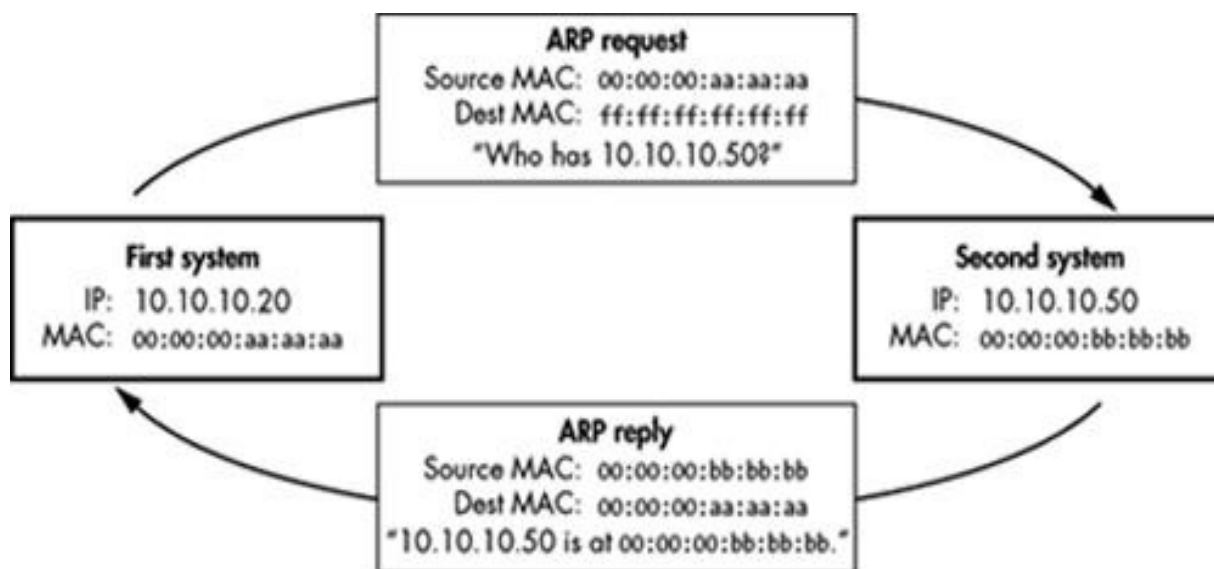 ARP request
Source MAC: 00:00:00:aa:aa:aa
Dest MAC: ff:ff:ff:ff:ff:ff
"Who has 10.10.10.50?"
First system
IP: 10.10.10.20
MAC: 00:00:00:aa:aa:aa
Second system
IP: 10.10.10.50
MAC: 00:00:00:bb:bb:bb
ARP reply
Source MAC: 00:00:00:bb:bb:bb
Dest MAC: 00:00:00:aa:aa:aa
"10.10.10.50 is at 00:00:00:bb:bb:bb."